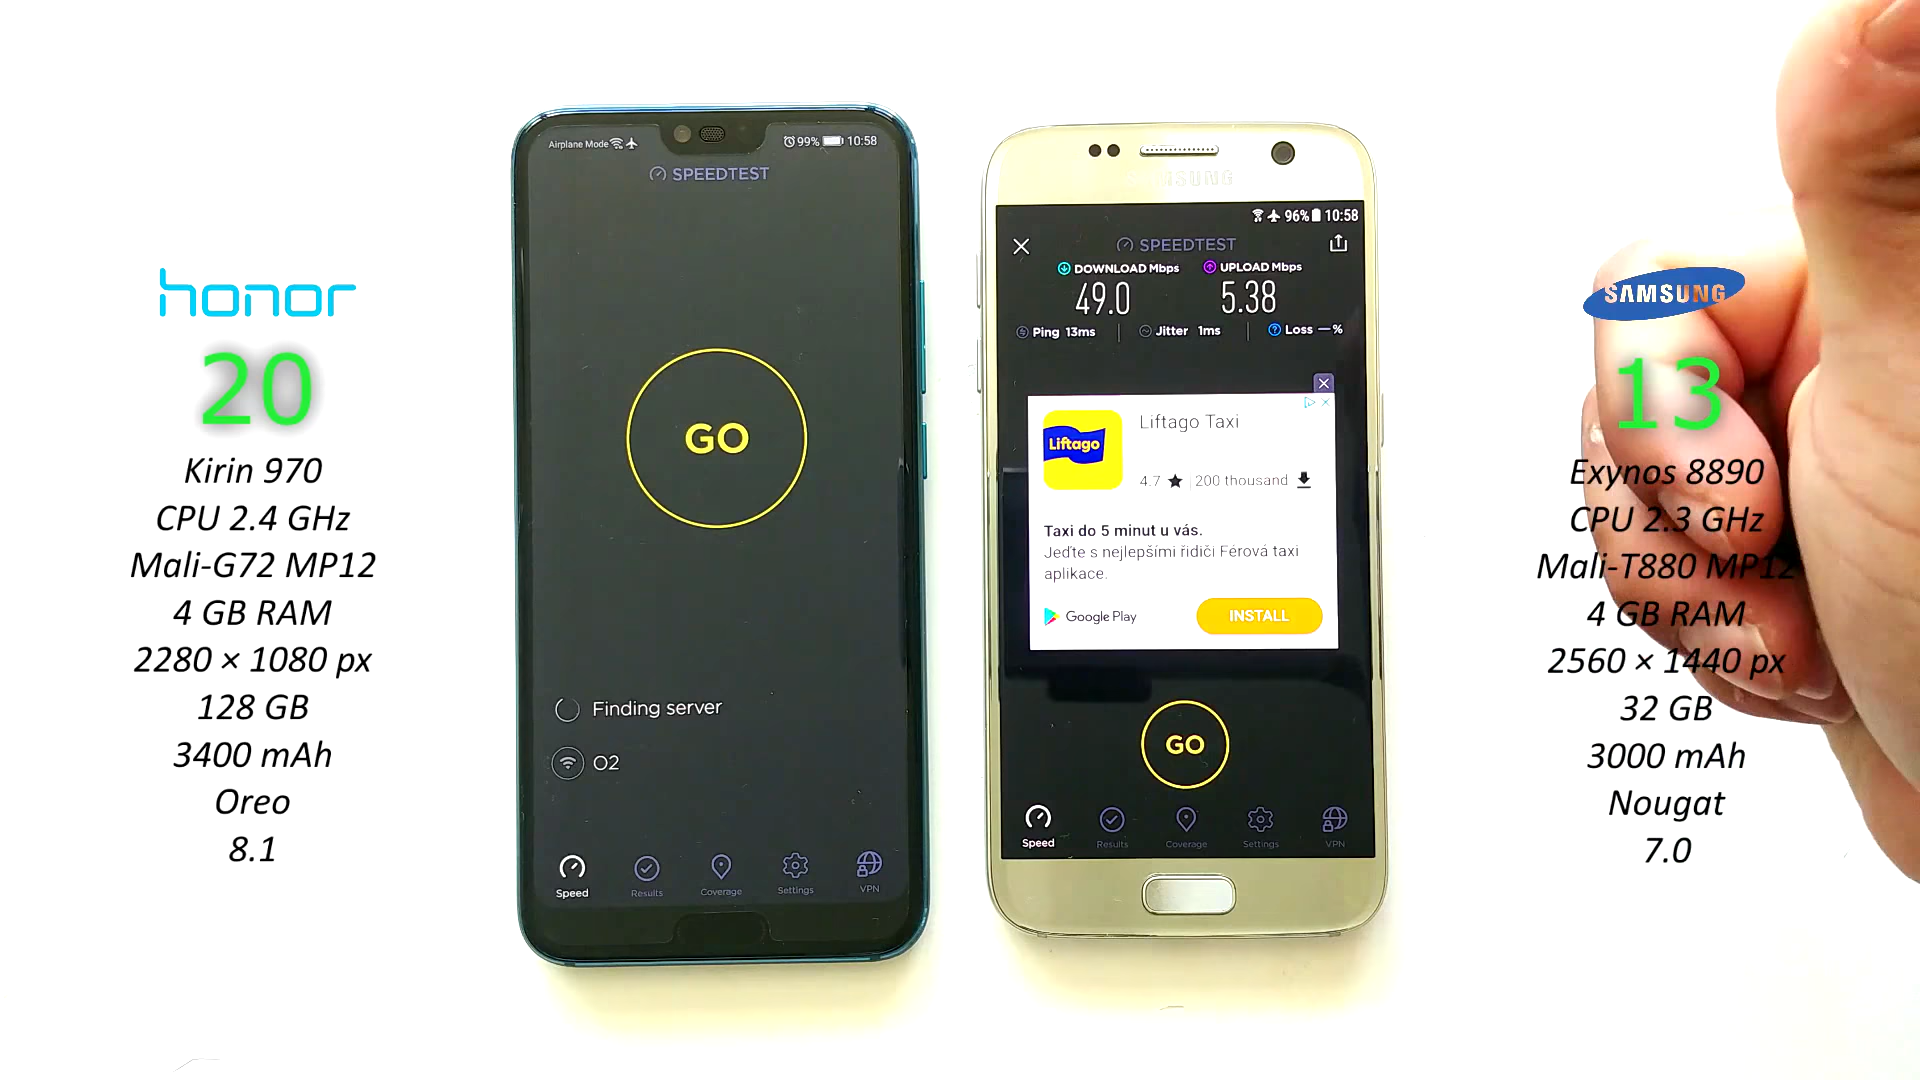 honor
20
Kirin 970
CPU 2.4 GHz
Mali-G72 MP12
4 GB RAM
2280 × 1080 px
128 GB
3400 mAh
Oreo
8.1
Airplane Mode 99% 10:58
SPEEDTEST
GO
Finding server
O2
Speed Results Coverage Settings VPN
SAMSUNG
96% 10:58
SPEEDTEST
DOWNLOAD Mbps UPLOAD Mbps
49.0 5.38
Ping 13ms Jitter 1ms Loss —%
Liftago
Liftago Taxi
4.7 ★ 200 thousand
Taxi do 5 minut u vás.
Jeďte s nejlepšími řidiči Férová taxi
aplikace.
Google Play INSTALL
GO
Speed Results Coverage Settings VPN
SAMSUNG
13
Exynos 8890
CPU 2.3 GHz
Mali-T880 MP12
4 GB RAM
2560 × 1440 px
32 GB
3000 mAh
Nougat
7.0